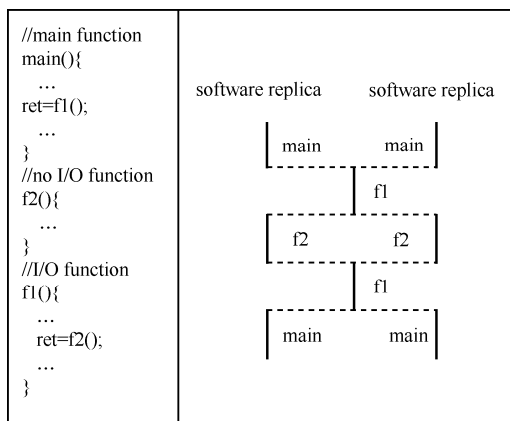 //main function
main(){
...
ret=f1();
...
}
//no I/O function
f2(){
...
}
//I/O function
f1(){
...
ret=f2();
...
}
software replica software replica
main main
f1
f2 f2
f1
main main